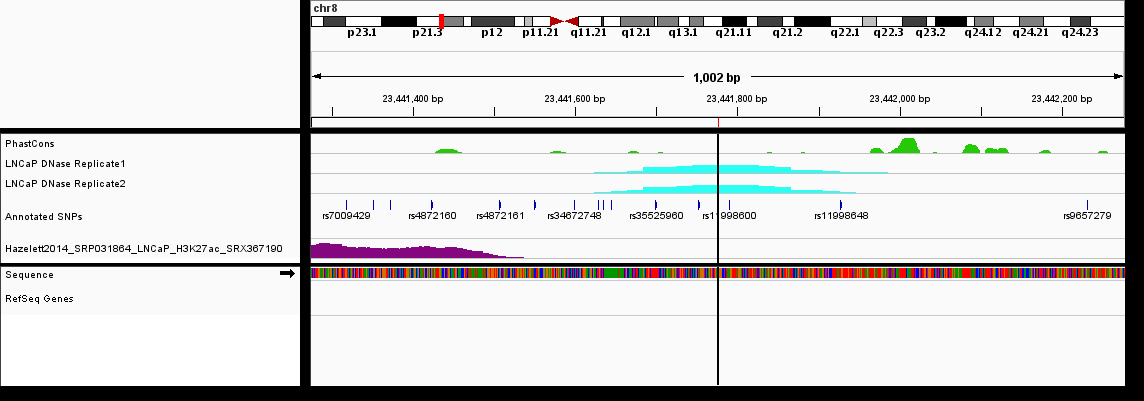 chr8
p23.1 p21.3 p12 p11.21 q11.21 q12.1 q13.1 q21.11 q21.2 q22.1 q22.3 q23.2 q24.12 q24.21 q24.23
1,002 bp
23,441,400 bp 23,441,600 bp 23,441,800 bp 23,442,000 bp 23,442,200 bp
PhastCons
LNCaP DNase Replicate1
LNCaP DNase Replicate2
Annotated SNPs
rs7009429 rs4872160 rs4872161 rs34672748 rs35525960 rs11998600 rs11998648 rs9657279
Hazelett2014_SRP031864_LNCaP_H3K27ac_SRX367190
Sequence
RefSeq Genes